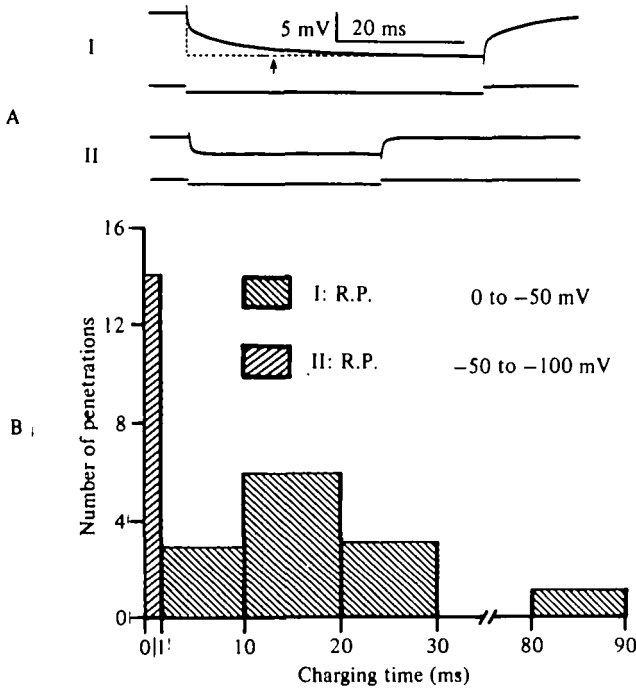 5 mV 20 ms
I
A
II
16
I: R.P. 0 to −50 mV
12
II: R.P. −50 to −100 mV
8
B
4
0
0 1 10 20 30 80 90
Number of penetrations
Charging time (ms)